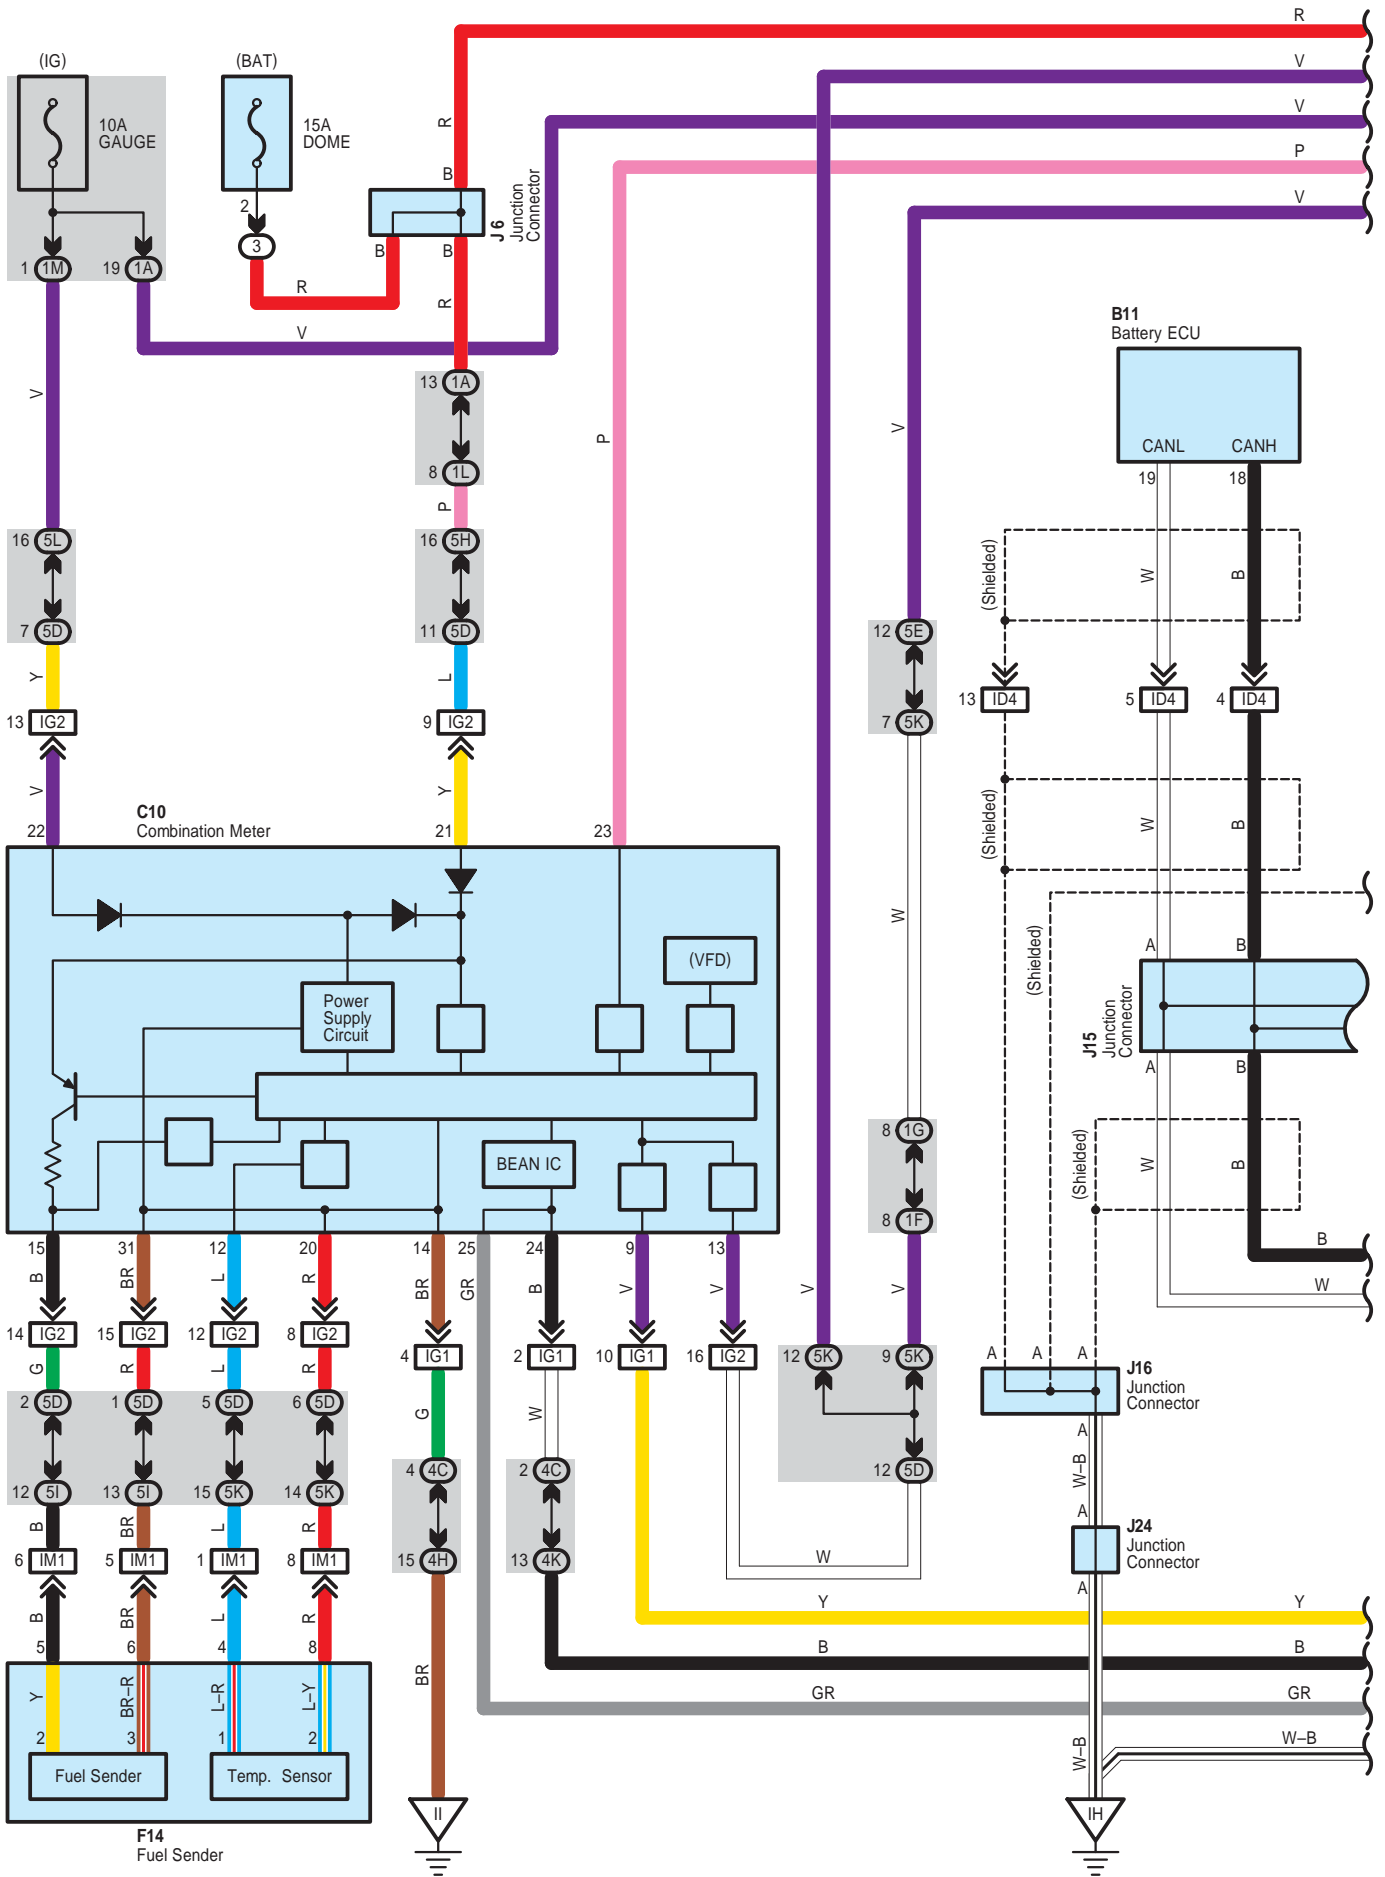 R
(IG)
(BAT)
V
10A
GAUGE
15A
DOME
V
R
P
B
2
J 6
Junction
Connector
V
3
B
B
1 1M
19 1A
R
R
V
B11
Battery ECU
13 1A
V
P
V
CANL
CANH
8 1L
19
18
P
16 5L
16 5H
(Shielded)
W
B
7 5D
11 5D
12 5E
Y
L
13 ID4
5 ID4
4 ID4
13 IG2
9 IG2
7 5K
V
Y
C10
Combination Meter
(Shielded)
W
B
22
21
23
W
(VFD)
A
B
(Shielded)
Power
Supply
Circuit
J15
Junction
Connector
A
B
8 1G
BEAN IC
(Shielded)
W
B
8 1F
15
31
12
20
14
25
24
9
13
B
B
BR
L
R
BR
GR
B
V
V
V
V
W
14 IG2
15 IG2
12 IG2
8 IG2
4 IG1
2 IG1
10 IG1
16 IG2
12 5K
9 5K
A
A
A
J16
Junction
Connector
G
R
L
R
2 5D
1 5D
5 5D
6 5D
G
W
A
W–B
4 4C
2 4C
12 5D
12 5I
13 5I
15 5K
14 5K
A
J24
Junction
Connector
B
BR
L
R
6 IM1
5 IM1
1 IM1
8 IM1
15 4H
13 4K
W
A
B
BR
L
R
Y
Y
5
6
4
8
B
B
BR
Y
BR–R
L–R
L–Y
GR
GR
2
3
1
2
W–B
W–B
Fuel Sender
Temp. Sensor
II
IH
F14
Fuel Sender